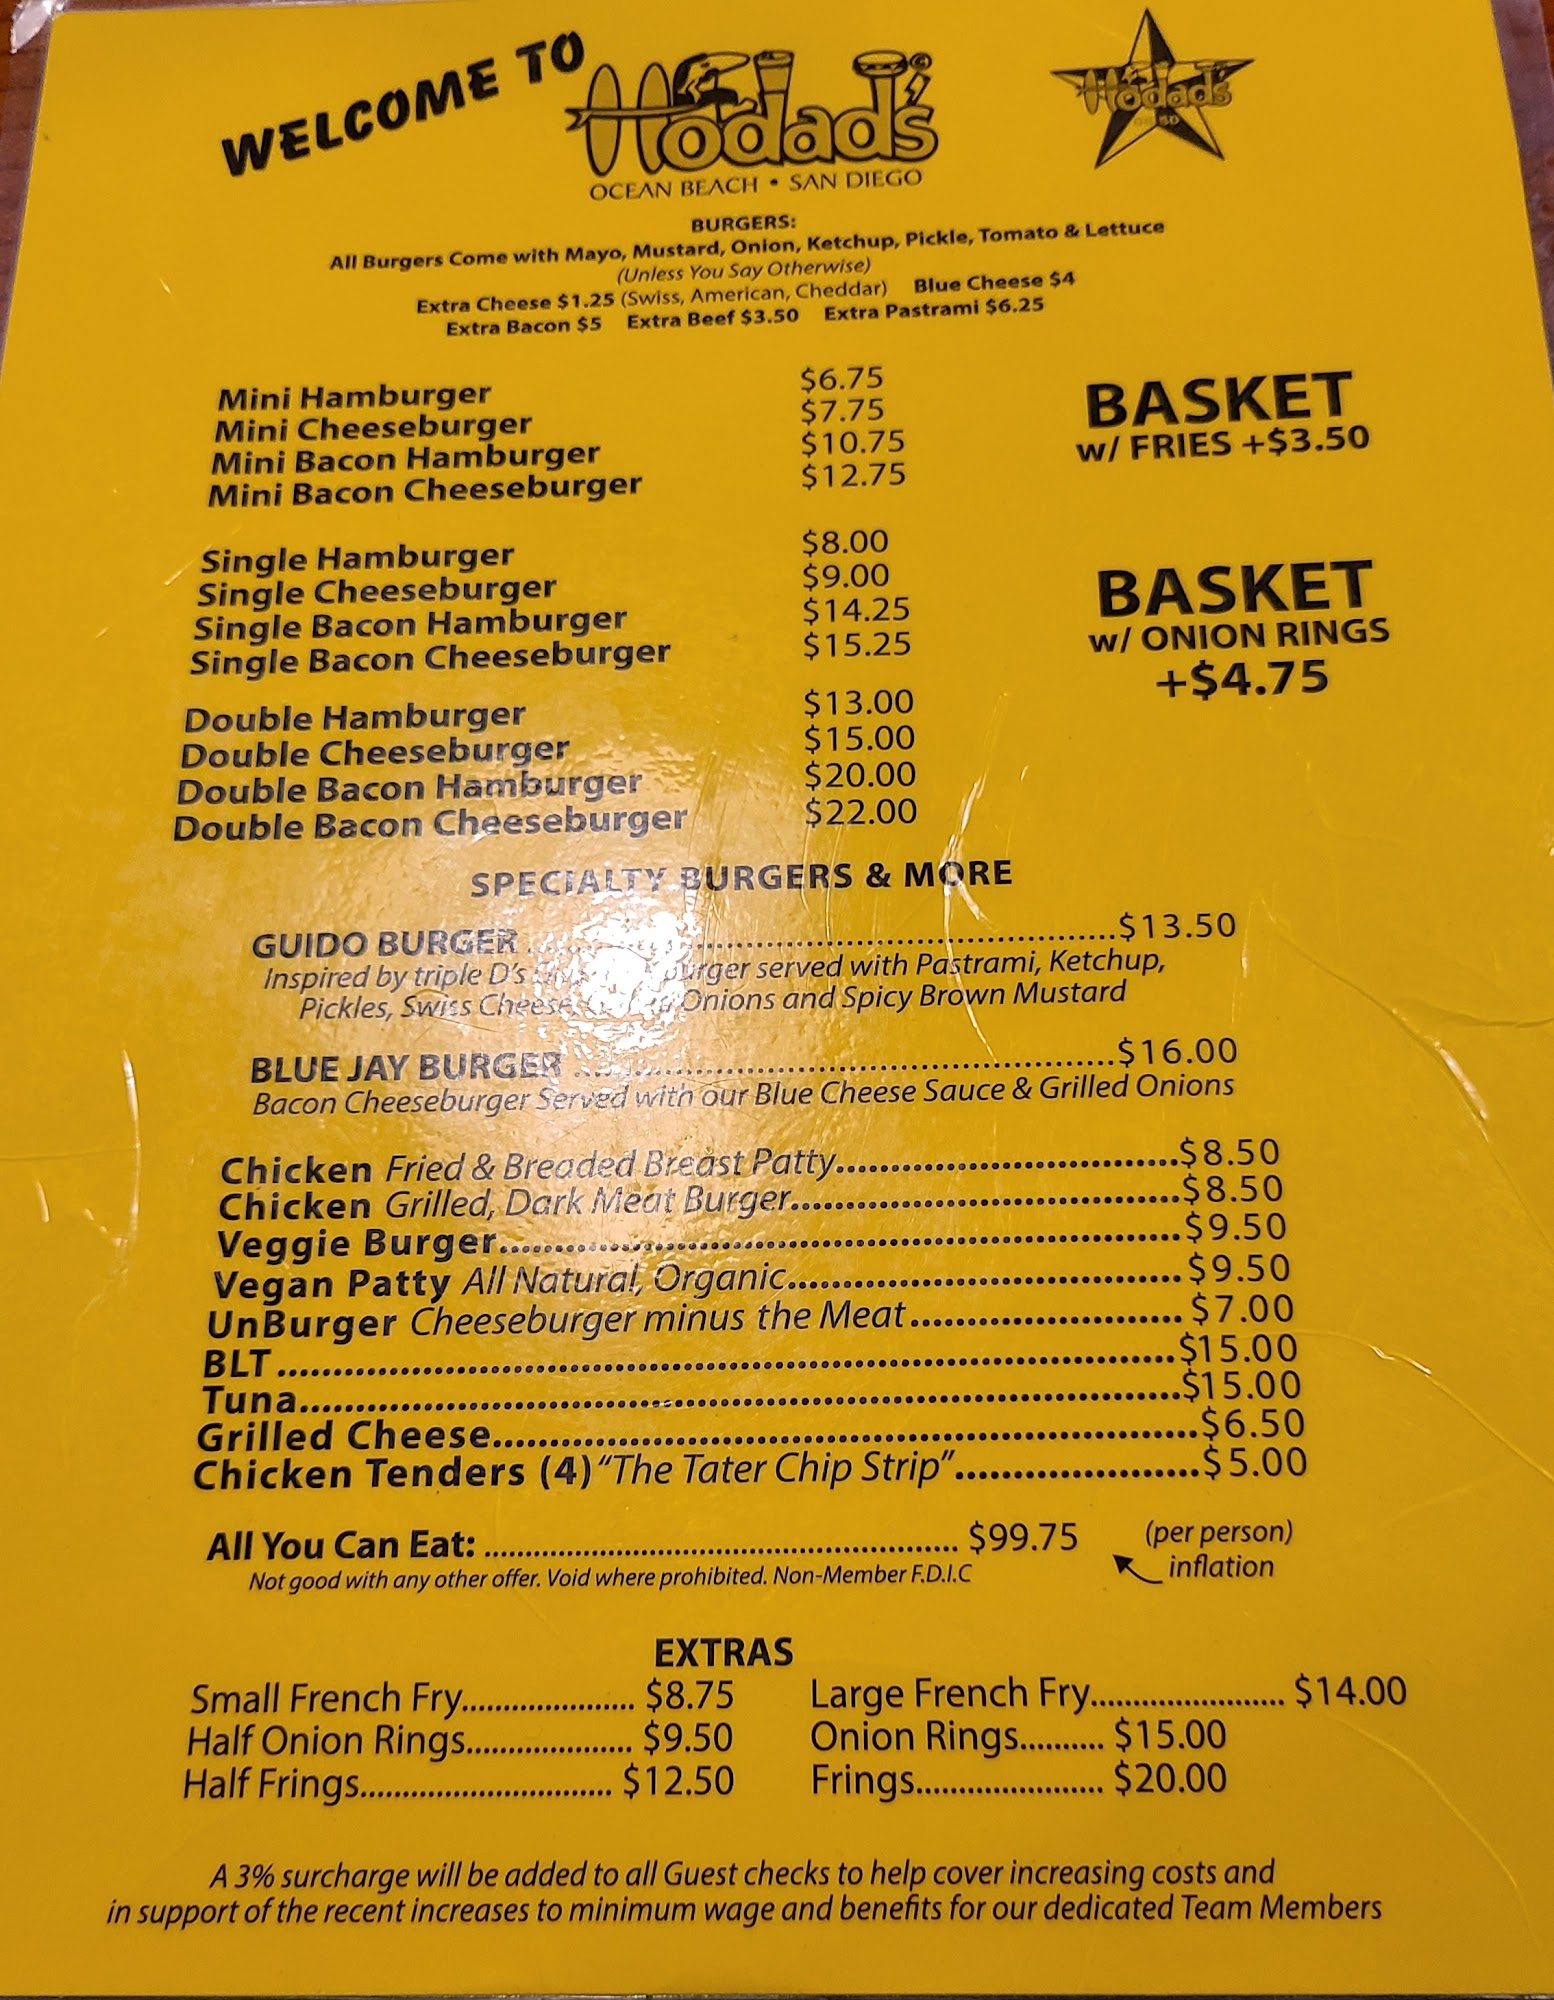 WELCOME TO
Hodad's
OCEAN BEACH • SAN DIEGO
Hodad's
BURGERS:
All Burgers Come with Mayo, Mustard, Onion, Ketchup, Pickle, Tomato & Lettuce
(Unless You Say Otherwise)
Extra Cheese $1.25 (Swiss, American, Cheddar) Blue Cheese $4
Extra Bacon $5 Extra Beef $3.50 Extra Pastrami $6.25
Mini Hamburger $6.75
Mini Cheeseburger $7.75
Mini Bacon Hamburger $10.75
Mini Bacon Cheeseburger $12.75
BASKET
w/ FRIES +$3.50
Single Hamburger $8.00
Single Cheeseburger $9.00
Single Bacon Hamburger $14.25
Single Bacon Cheeseburger $15.25
BASKET
w/ ONION RINGS
+$4.75
Double Hamburger $13.00
Double Cheeseburger $15.00
Double Bacon Hamburger $20.00
Double Bacon Cheeseburger $22.00
SPECIALTY BURGERS & MORE
GUIDO BURGER ........ $13.50
Inspired by triple D's burger served with Pastrami, Ketchup,
Pickles, Swiss Cheese, Onions and Spicy Brown Mustard
BLUE JAY BURGER ........ $16.00
Bacon Cheeseburger Served with our Blue Cheese Sauce & Grilled Onions
Chicken Fried & Breaded Breast Patty........$8.50
Chicken Grilled, Dark Meat Burger........$8.50
Veggie Burger........$9.50
Vegan Patty All Natural, Organic........$9.50
UnBurger Cheeseburger minus the Meat........$7.00
BLT........$15.00
Tuna........$15.00
Grilled Cheese........$6.50
Chicken Tenders (4) "The Tater Chip Strip"........$5.00
All You Can Eat: ........ $99.75 (per person)
inflation
Not good with any other offer. Void where prohibited. Non-Member F.D.I.C
EXTRAS
Small French Fry........ $8.75 Large French Fry........ $14.00
Half Onion Rings........ $9.50 Onion Rings........ $15.00
Half Frings........ $12.50 Frings........ $20.00
A 3% surcharge will be added to all Guest checks to help cover increasing costs and
in support of the recent increases to minimum wage and benefits for our dedicated Team Members